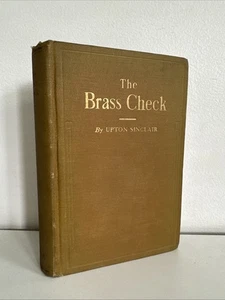 The
Brass Check
By UPTON SINCLAIR